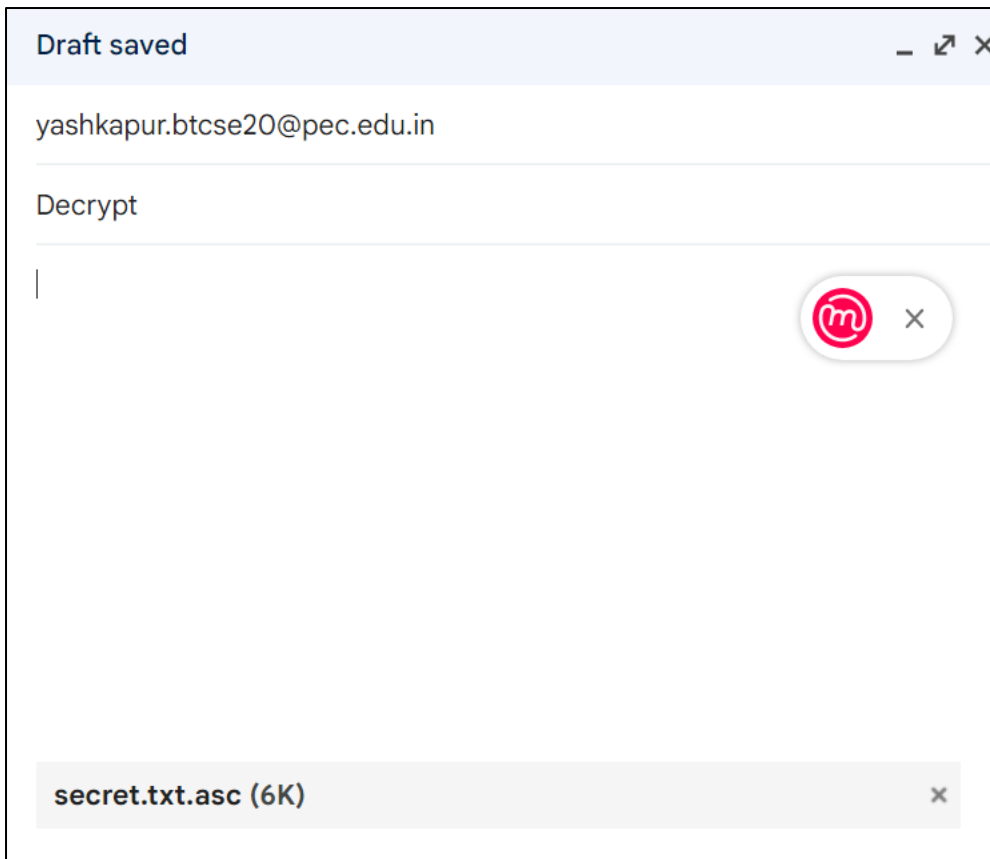 Draft saved
yashkapur.btcse20@pec.edu.in
Decrypt
m
secret.txt.asc (6K)